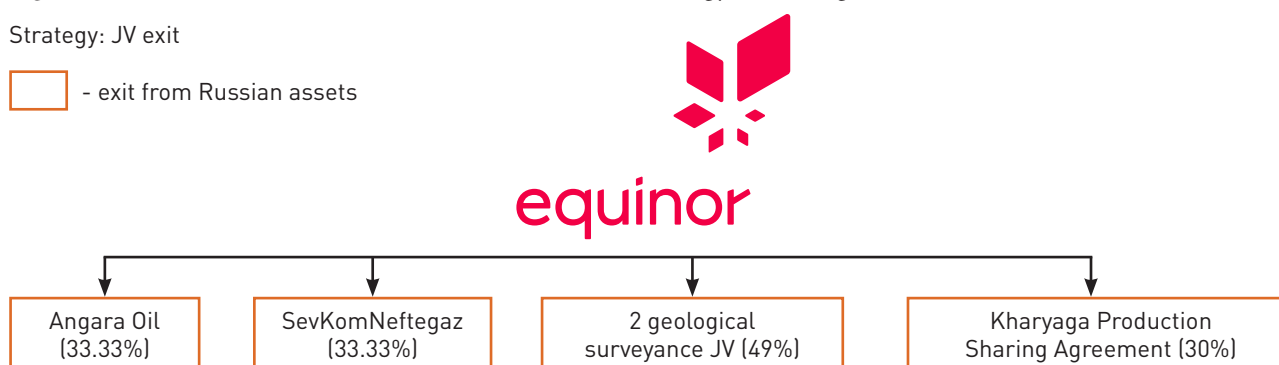 Strategy: JV exit
- exit from Russian assets
equinor
Angara Oil
(33.33%)
SevKomNeftegaz
(33.33%)
2 geological
surveyance JV (49%)
Kharyaga Production
Sharing Agreement (30%)